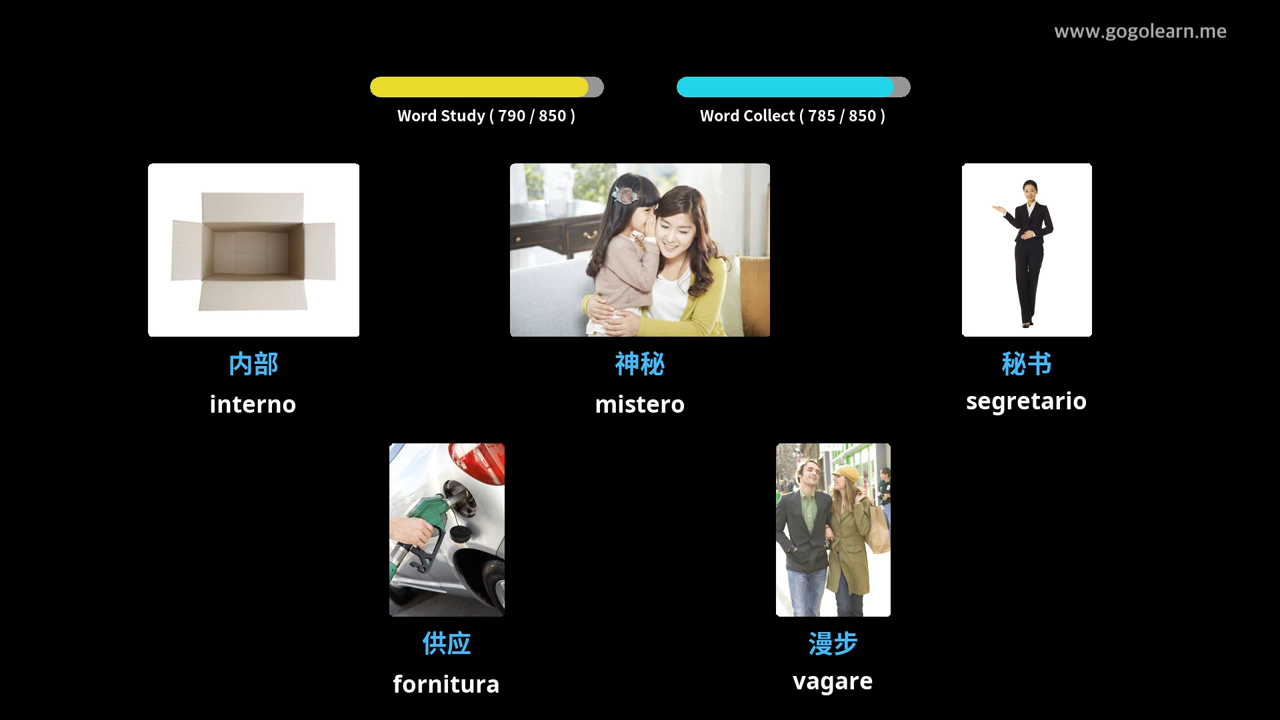 www.gogolearn.me
Word Study ( 790 / 850 )
Word Collect ( 785 / 850 )
内部
interno
神秘
mistero
秘书
segretario
供应
fornitura
漫步
vagare